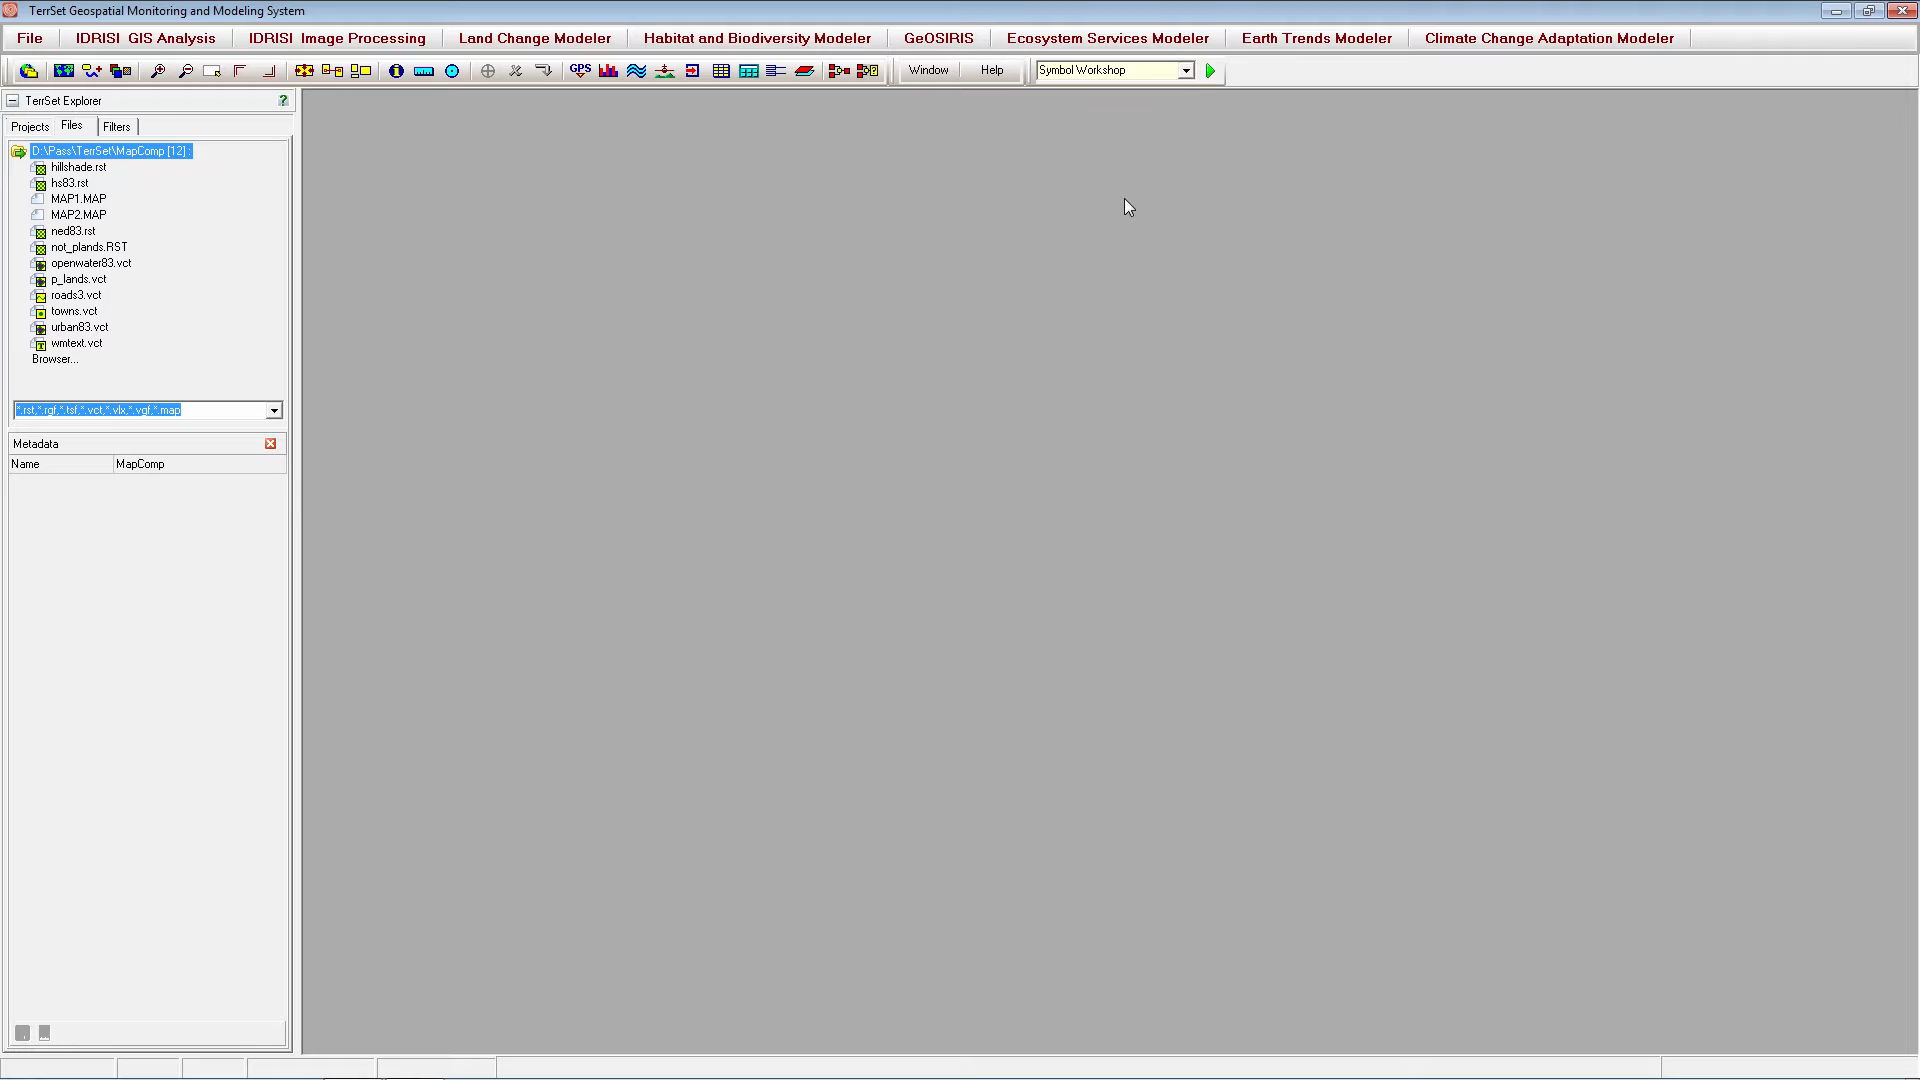 TerrSet Geospatial Monitoring and Modeling System
File IDRISI GIS Analysis IDRISI Image Processing Land Change Modeler Habitat and Biodiversity Modeler GeOSIRIS Ecosystem Services Modeler Earth Trends Modeler Climate Change Adaptation Modeler
GPS Window Help Symbol Workshop
TerrSet Explorer ?
Projects Files Filters
D:\Pass\TerrSet\MapComp [12] :
hillshade.rst
hs83.rst
MAP1.MAP
MAP2.MAP
ned83.rst
not_plands.RST
openwater83.vct
p_lands.vct
roads3.vct
towns.vct
urban83.vct
wmtext.vct
Browser...
*.rst,*.rgf,*.tsf,*.vct,*.vlx,*.vgf,*.map
Metadata
Name MapComp